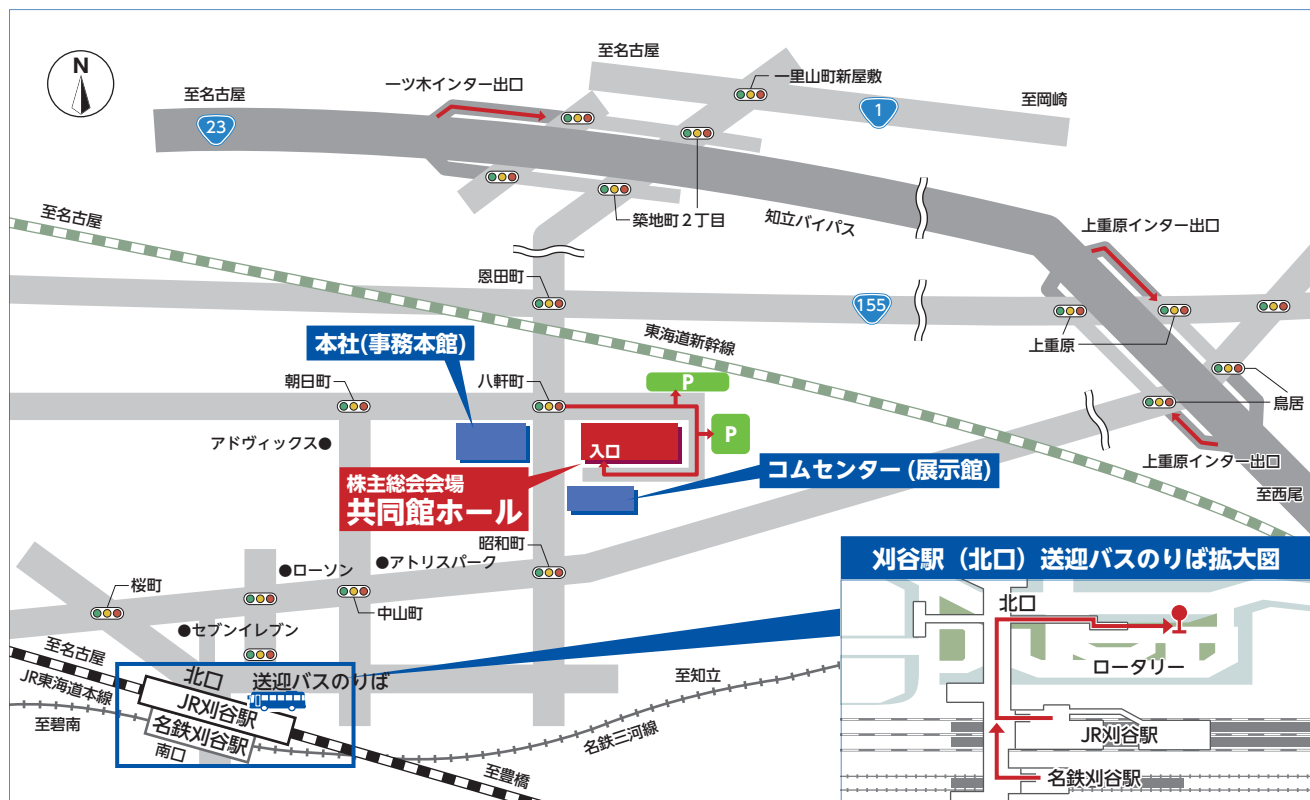 N
至名古屋
一里山町新屋敷
一ツ木インター出口
至名古屋
23
1
至岡崎
至名古屋
築地町2丁目
知立バイパス
上重原インター出口
恩田町
155
東海道新幹線
上重原
本社(事務本館)
朝日町
八軒町
P
鳥居
アドヴィックス●
入口
P
上重原インター出口
株主総会会場
共同館ホール
コムセンター(展示館)
至西尾
昭和町
●ローソン
●アトリスパーク
桜町
中山町
●セブンイレブン
至名古屋
JR東海道本線
北口
送迎バスのりば
JR刈谷駅
名鉄刈谷駅
南口
至碧南
至知立
名鉄三河線
至豊橋
刈谷駅(北口)送迎バスのりば拡大図
北口
ロータリー
JR刈谷駅
名鉄刈谷駅